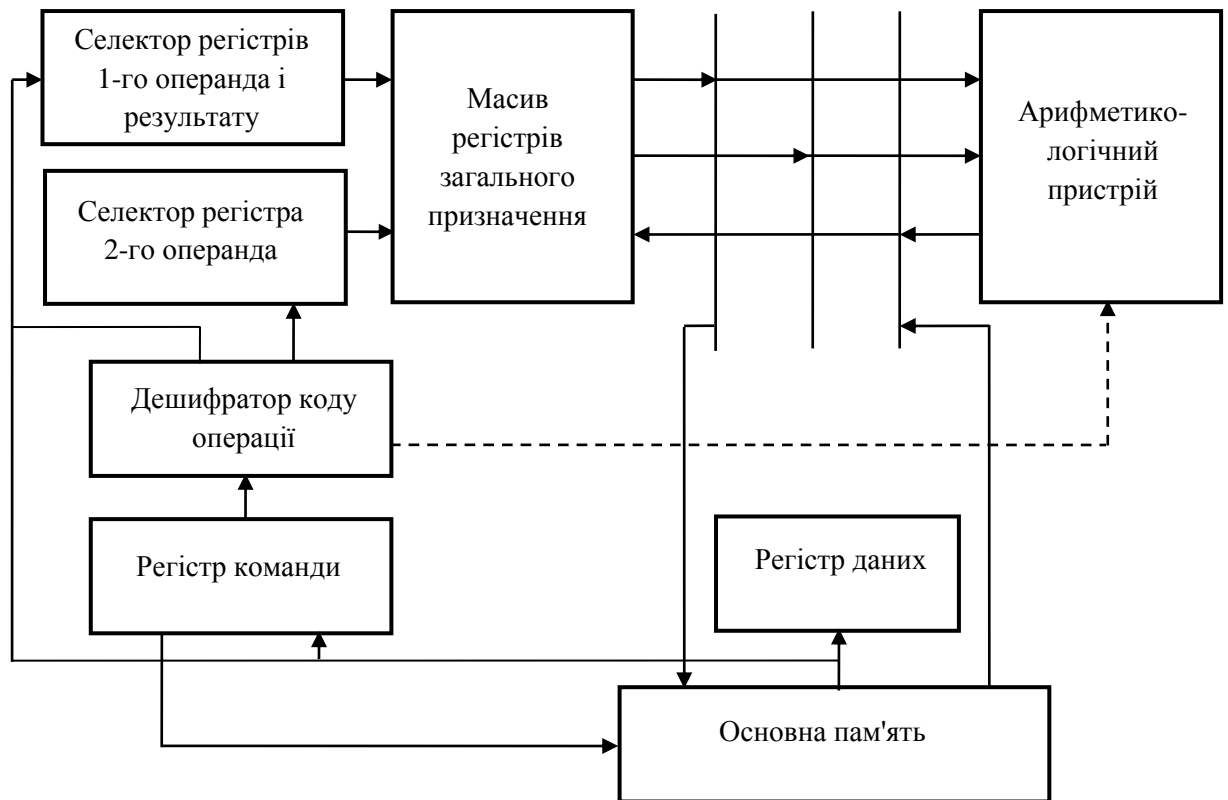 Селектор регістрів
1-го операнда і
результату
Масив
регістрів
загального
призначення
Арифметико-
логічний
пристрій
Селектор регістра
2-го операнда
Дешифратор коду
операції
Регістр команди
Регістр даних
Основна пам'ять